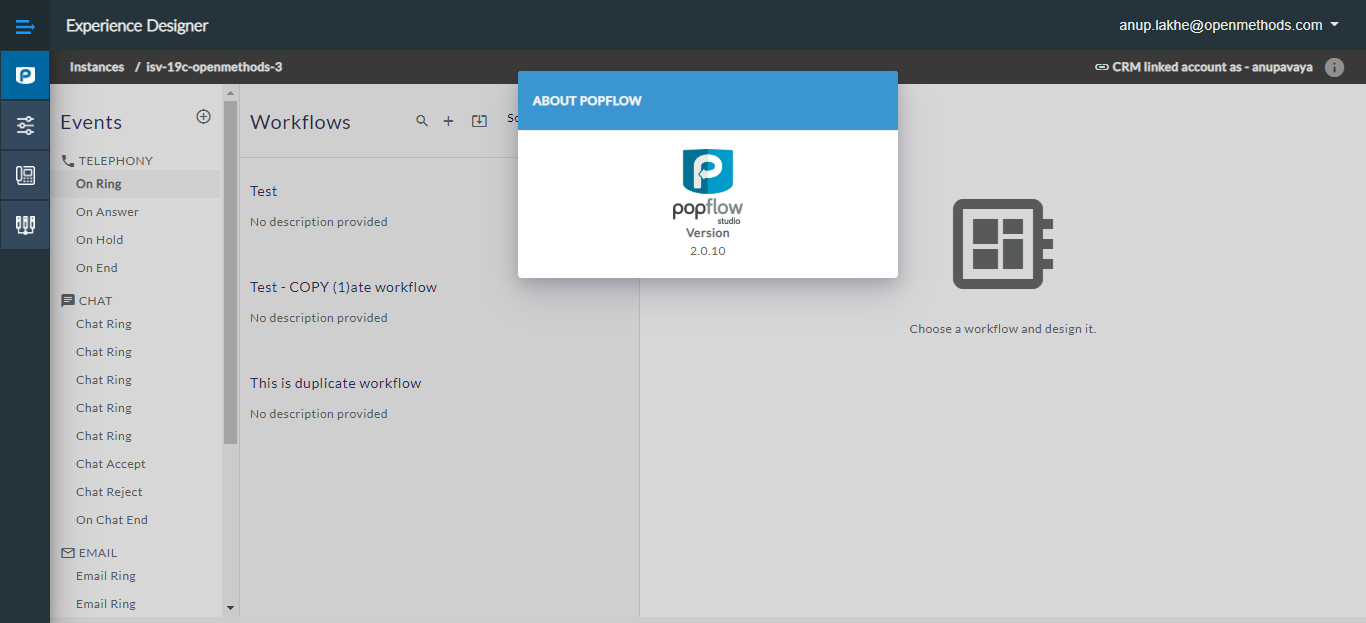 Experience Designer
anup.lakhe@openmethods.com
Instances / isv-19c-openmethods-3
CRM linked account as - anupavaya
Events
TELEPHONY
On Ring
On Answer
On Hold
On End
CHAT
Chat Ring
Chat Ring
Chat Ring
Chat Ring
Chat Ring
Chat Accept
Chat Reject
On Chat End
EMAIL
Email Ring
Email Ring
Workflows
Test
No description provided
Test - COPY (1)ate workflow
No description provided
This is duplicate workflow
No description provided
ABOUT POPFLOW
popflow
studio
Version
2.0.10
Choose a workflow and design it.